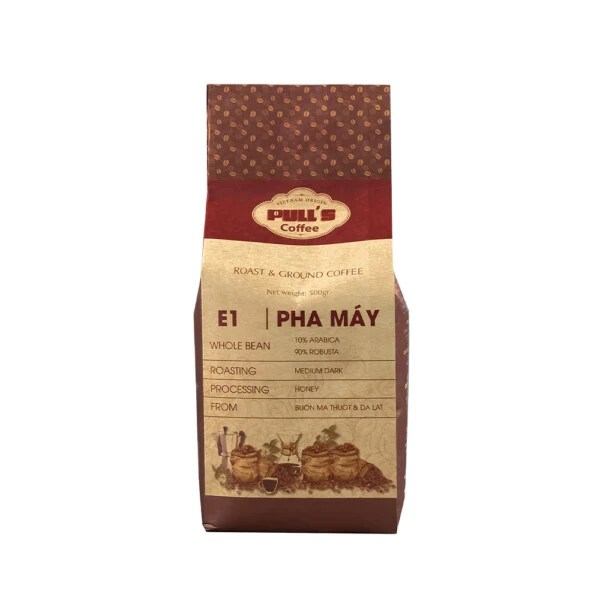 VIETNAM ORIGIN
PULL'S
Coffee
ROAST & GROUND COFFEE
Net weight: 500gr
E1 | PHA MÁY
WHOLE BEAN 10% ARABICA
90% ROBUSTA
ROASTING MEDIUM DARK
PROCESSING HONEY
FROM BUON MA THUOT & DA LAT